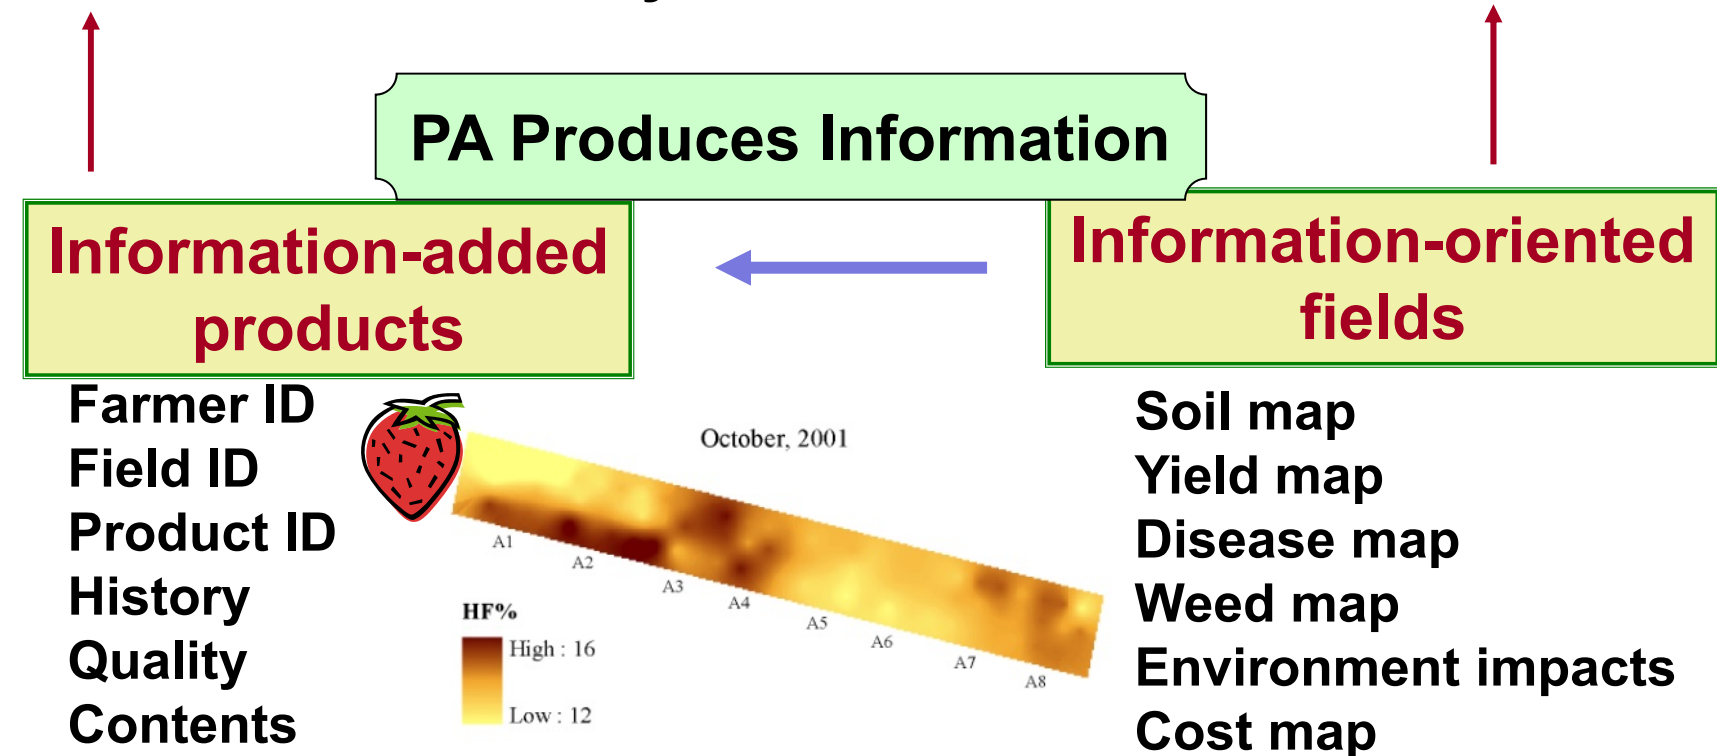 PA Produces Information
Information-added
products
Information-oriented
fields
Farmer ID
Field ID
Product ID
History
Quality
Contents
October, 2001
A1
A2
A3
A4
A5
A6
A7
A8
HF%
High : 16
Low : 12
Soil map
Yield map
Disease map
Weed map
Environment impacts
Cost map